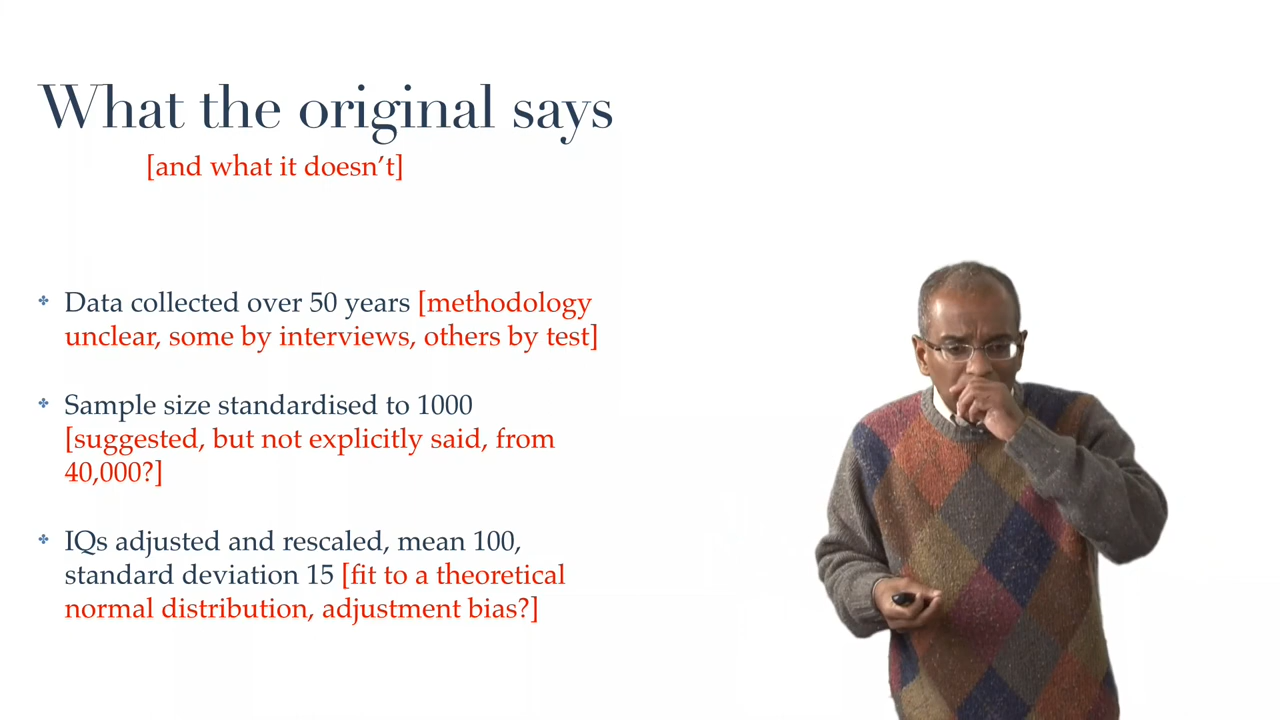 What the original says
[and what it doesn’t]
Data collected over 50 years [methodology
unclear, some by interviews, others by test]
Sample size standardised to 1000
[suggested, but not explicitly said, from
40,000?]
IQs adjusted and rescaled, mean 100,
standard deviation 15 [fit to a theoretical
normal distribution, adjustment bias?]